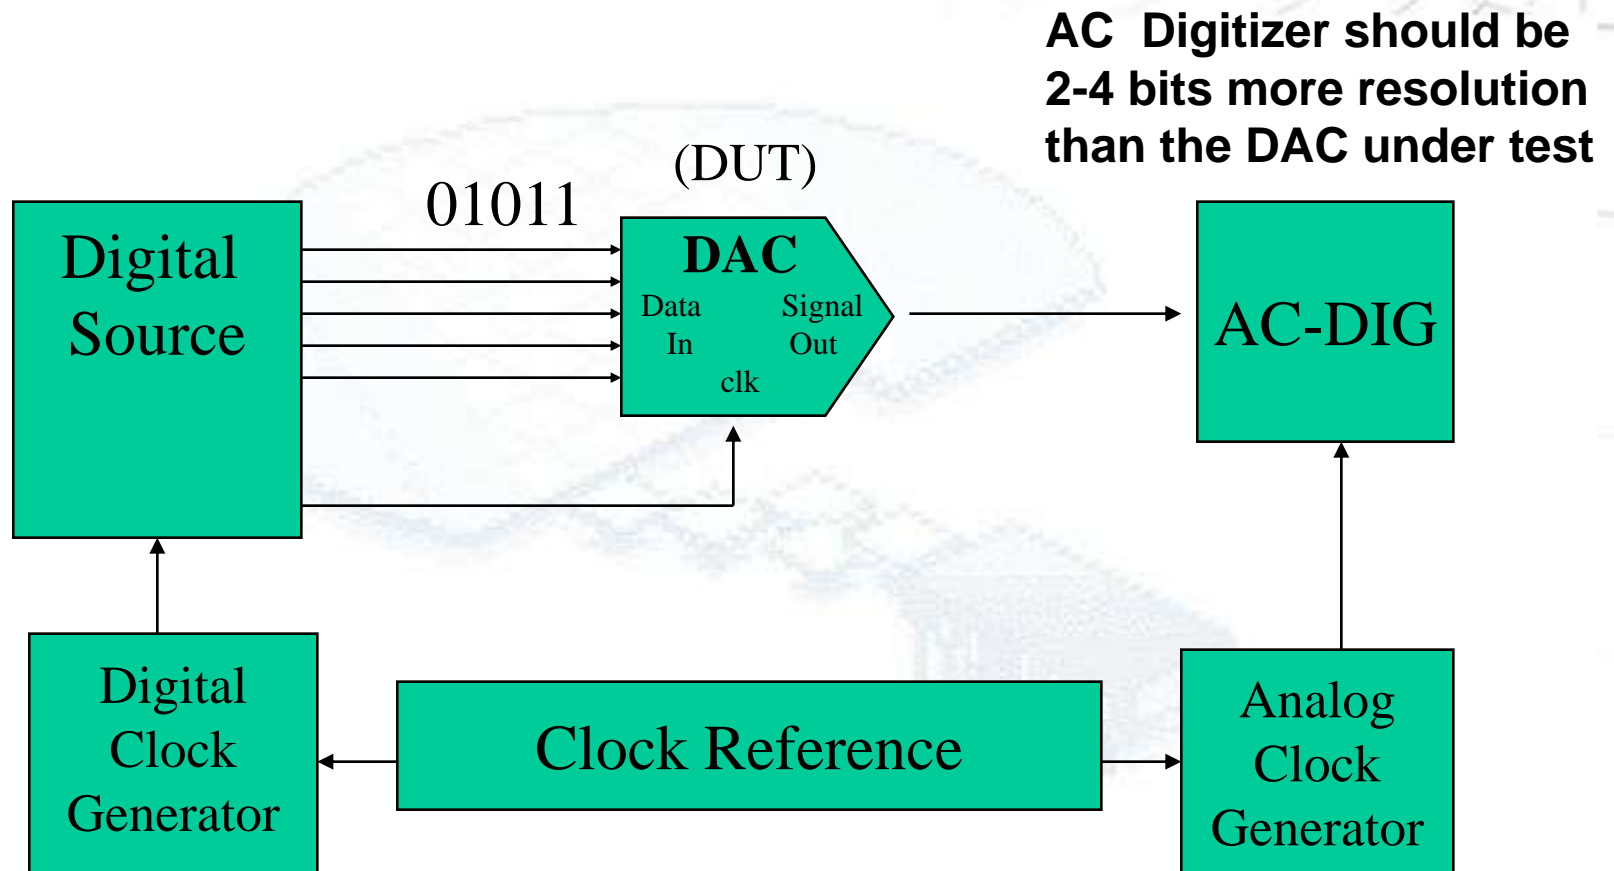 AC Digitizer should be
2-4 bits more resolution
than the DAC under test
(DUT)
01011
Digital
Source
DAC
Data
In
Signal
Out
clk
AC-DIG
Digital
Clock
Generator
Clock Reference
Analog
Clock
Generator